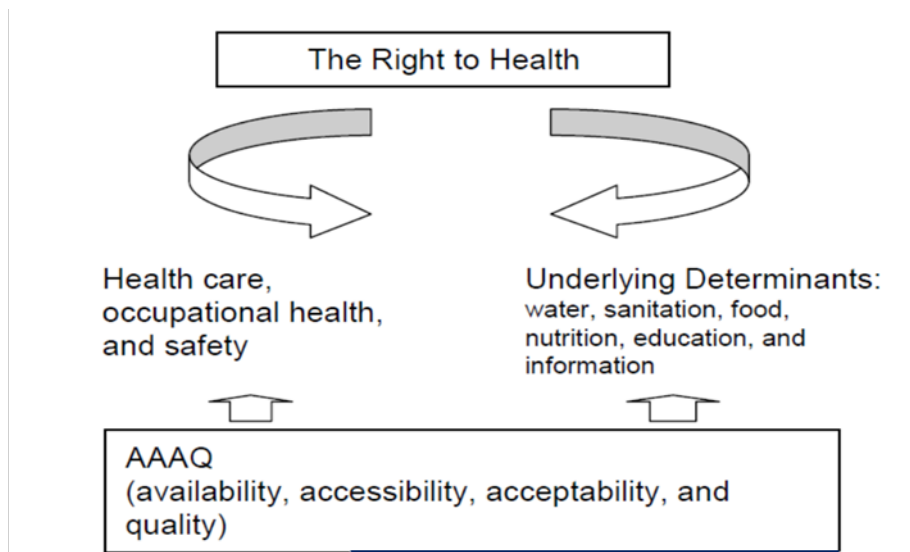 The Right to Health
Health care,
occupational health,
and safety
Underlying Determinants:
water, sanitation, food,
nutrition, education, and
information
AAAQ
(availability, accessibility, acceptability, and
quality)